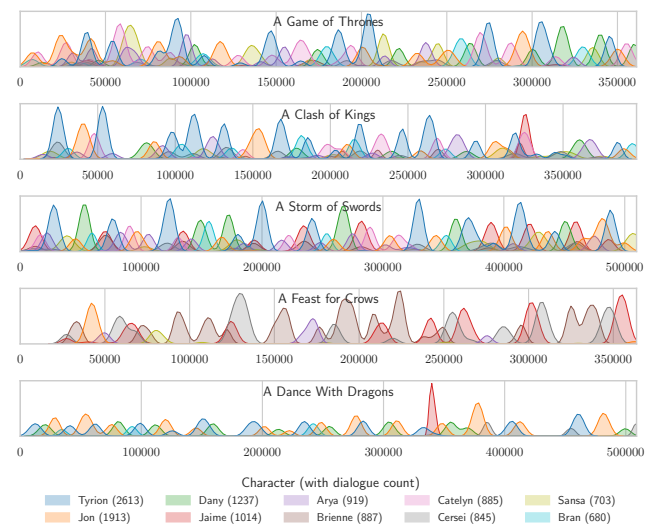 A Game of Thrones
0 50000 100000 150000 200000 250000 300000 350000
A Clash of Kings
0 50000 100000 150000 200000 250000 300000 350000
A Storm of Swords
0 100000 200000 300000 400000 500000
A Feast for Crows
0 50000 100000 150000 200000 250000 300000 350000
A Dance With Dragons
0 100000 200000 300000 400000 500000
Character (with dialogue count)
Tyrion (2613) Dany (1237) Arya (919) Catelyn (885) Sansa (703)
Jon (1913) Jaime (1014) Brienne (887) Cersei (845) Bran (680)